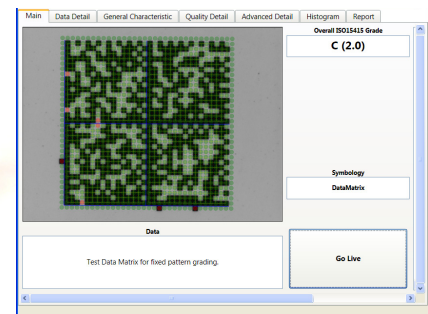 Main
Data Detail
General Characteristic
Quality Detail
Advanced Detail
Histogram
Report
Overall ISO15415 Grade
C (2.0)
Symbology
DataMatrix
Data
Test Data Matrix for fixed pattern grading.
Go Live